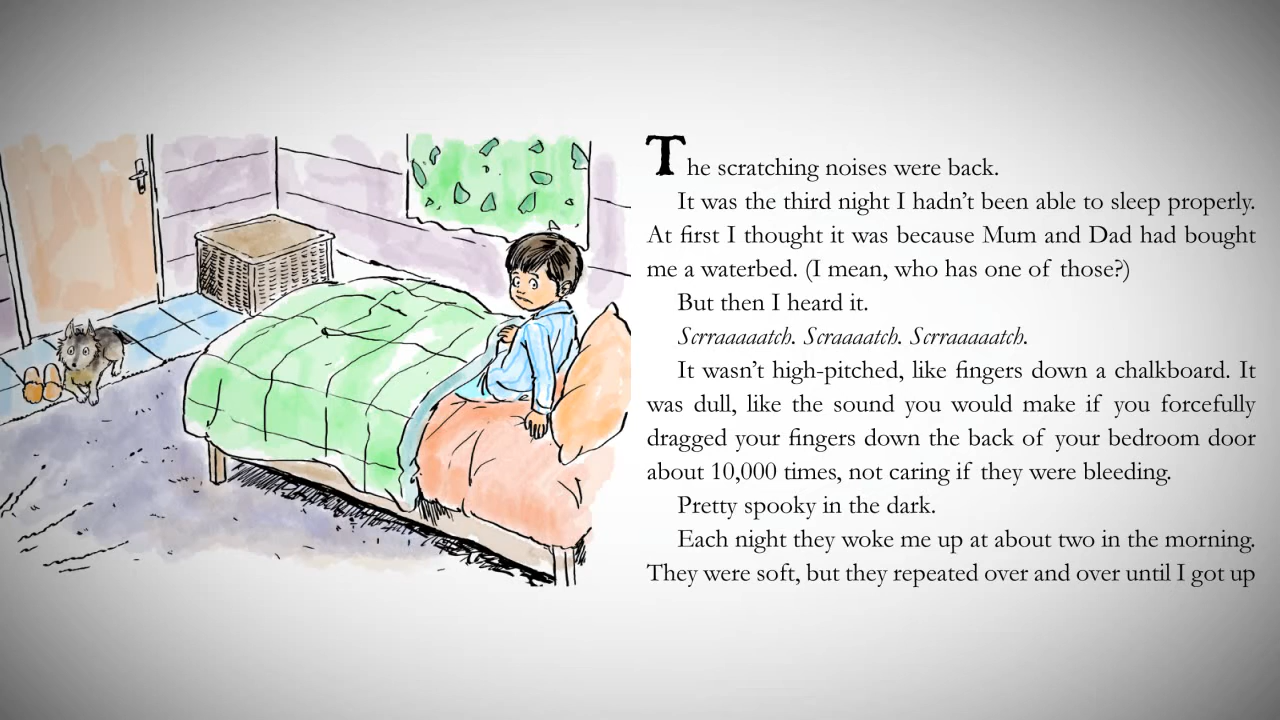 The scratching noises were back.
It was the third night I hadn’t been able to sleep properly.
At first I thought it was because Mum and Dad had bought
me a waterbed. (I mean, who has one of those?)
But then I heard it.
Scrraaaaatch. Scraaaatch. Scrraaaaaatch.
It wasn’t high-pitched, like fingers down a chalkboard. It
was dull, like the sound you would make if you forcefully
dragged your fingers down the back of your bedroom door
about 10,000 times, not caring if they were bleeding.
Pretty spooky in the dark.
Each night they woke me up at about two in the morning.
They were soft, but they repeated over and over until I got up